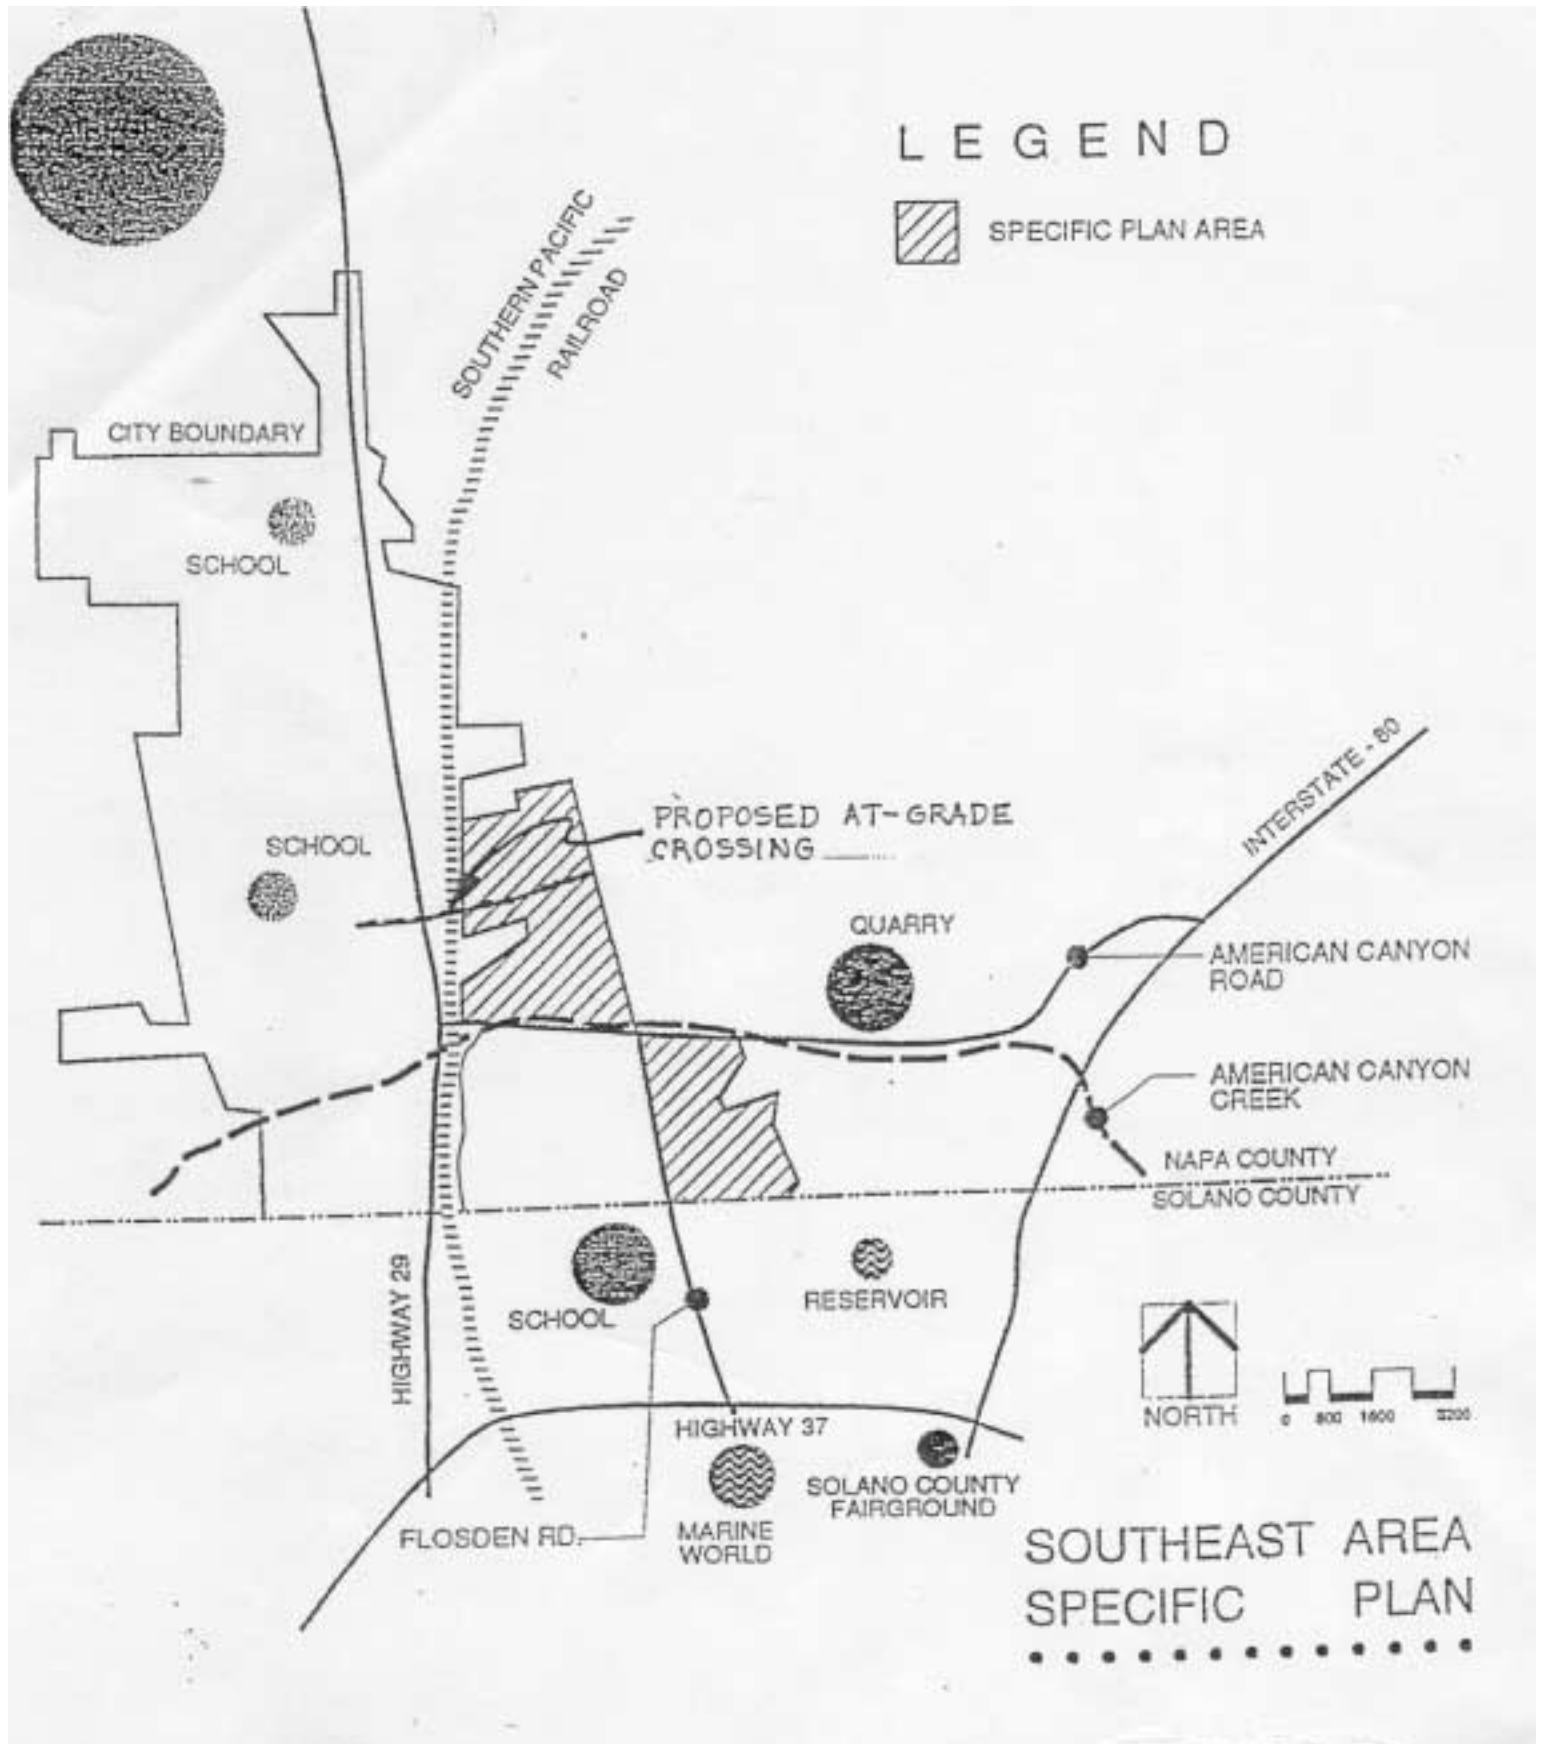 LEGEND
SPECIFIC PLAN AREA
SOUTHERN PACIFIC
RAILROAD
CITY BOUNDARY
SCHOOL
INTERSTATE - 80
PROPOSED AT-GRADE
CROSSING
SCHOOL
QUARRY
AMERICAN CANYON
ROAD
AMERICAN CANYON
CREEK
NAPA COUNTY
SOLANO COUNTY
HIGHWAY 29
SCHOOL
RESERVOIR
NORTH
0 800 1600 3200
HIGHWAY 37
SOLANO COUNTY
FAIRGROUND
FLOSDEN RD.
MARINE
WORLD
SOUTHEAST AREA
SPECIFIC PLAN